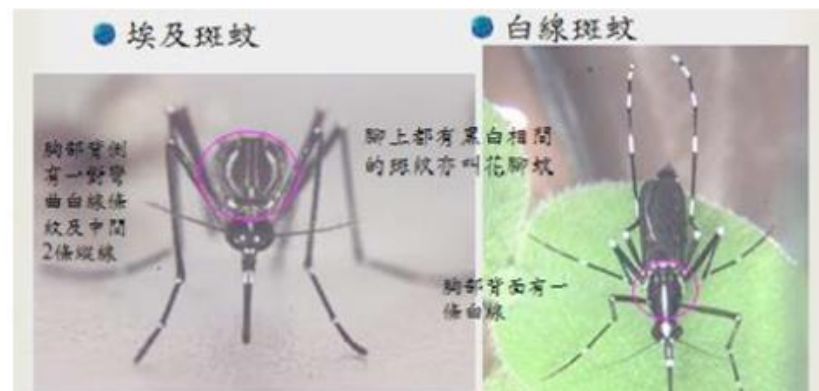 埃及斑蚊
白線斑蚊
胸部背側
有一對彎
曲白線條
紋及中間
2條縱線
腳上都有黑白相間
的斑紋亦叫花腳蚊
胸部背面有一
條白線